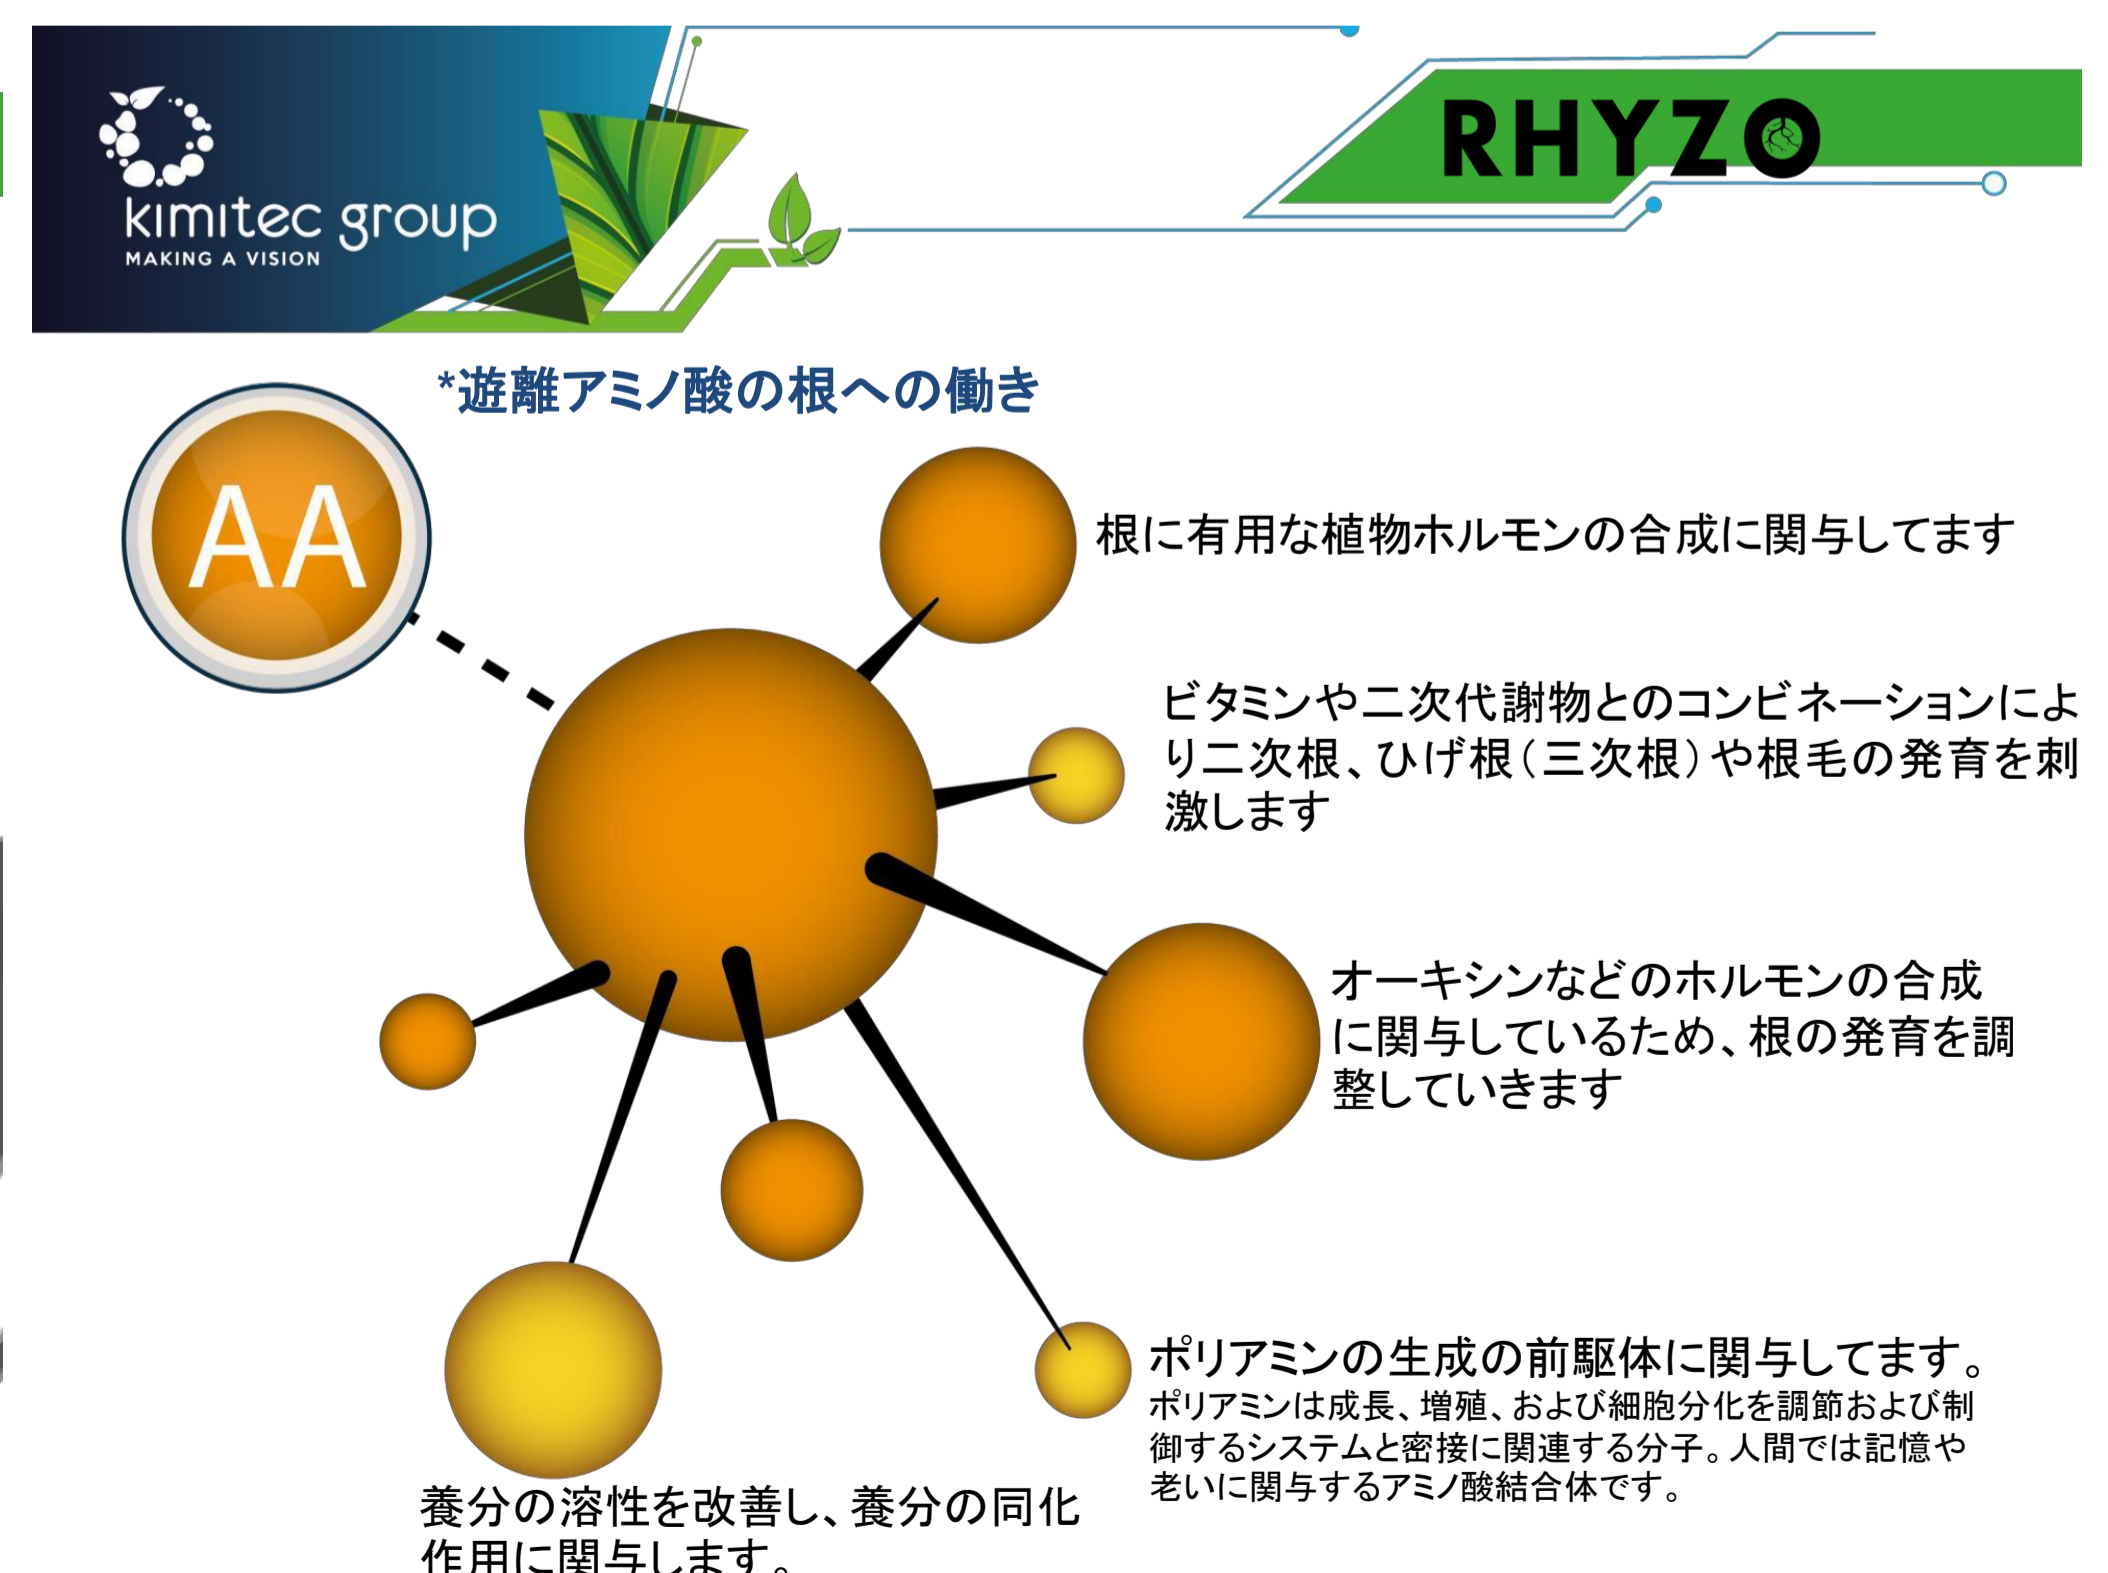 kimitec group
MAKING A VISION
RHYZO
*遊離アミノ酸の根への働き
AA
根に有用な植物ホルモンの合成に関与してます
ビタミンや二次代謝物とのコンビネーションによ
り二次根、ひげ根(三次根)や根毛の発育を刺
激します
オーキシンなどのホルモンの合成
に関与しているため、根の発育を調
整していきます
ポリアミンの生成の前駆体に関与してます。
ポリアミンは成長、増殖、および細胞分化を調節および制
御するシステムと密接に関連する分子。人間では記憶や
老いに関与するアミノ酸結合体です。
養分の溶性を改善し、養分の同化
作用に関与します。